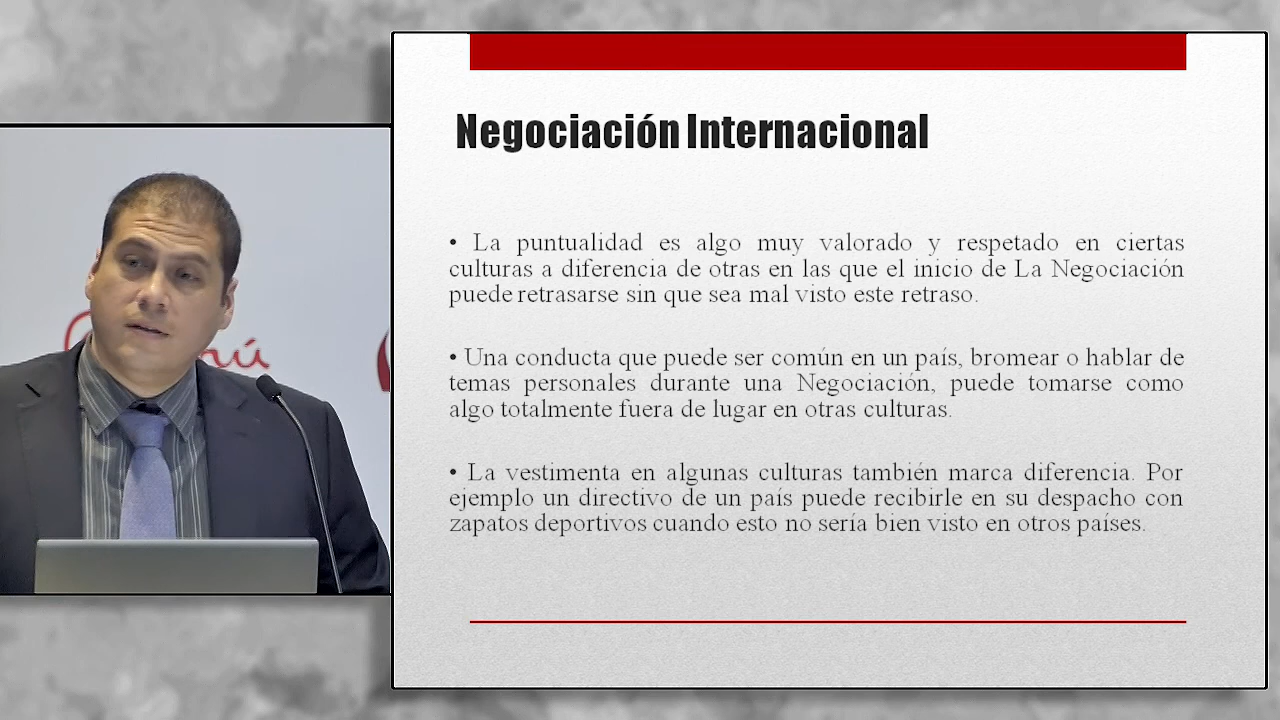 Negociación Internacional
• La puntualidad es algo muy valorado y respetado en ciertas
culturas a diferencia de otras en las que el inicio de La Negociación
puede retrasarse sin que sea mal visto este retraso.
• Una conducta que puede ser común en un país, bromear o hablar de
temas personales durante una Negociación, puede tomarse como
algo totalmente fuera de lugar en otras culturas.
• La vestimenta en algunas culturas también marca diferencia. Por
ejemplo un directivo de un país puede recibirle en su despacho con
zapatos deportivos cuando esto no sería bien visto en otros países.